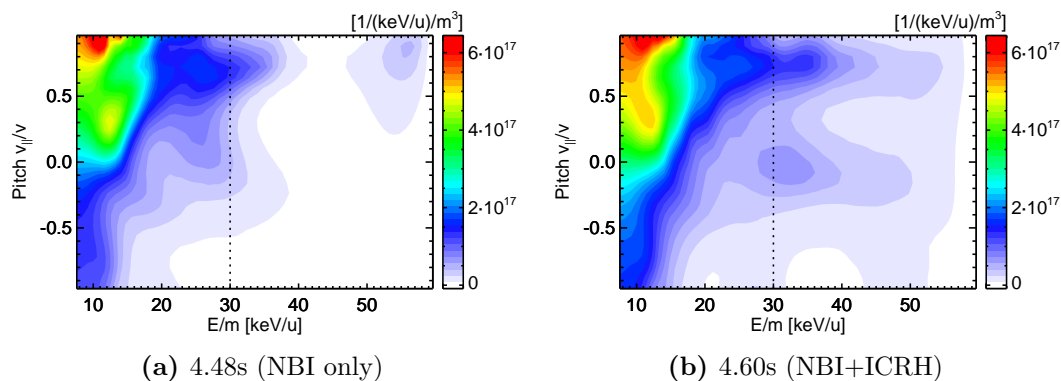 [1/(keV/u)/m³]
[1/(keV/u)/m³]
Pitch v||/v
0.5
0.0
-0.5
10 20 30 40 50
E/m [keV/u]
6•10¹⁷
4•10¹⁷
2•10¹⁷
0
Pitch v||/v
0.5
0.0
-0.5
10 20 30 40 50
E/m [keV/u]
6•10¹⁷
4•10¹⁷
2•10¹⁷
0
(a) 4.48s (NBI only)
(b) 4.60s (NBI+ICRH)